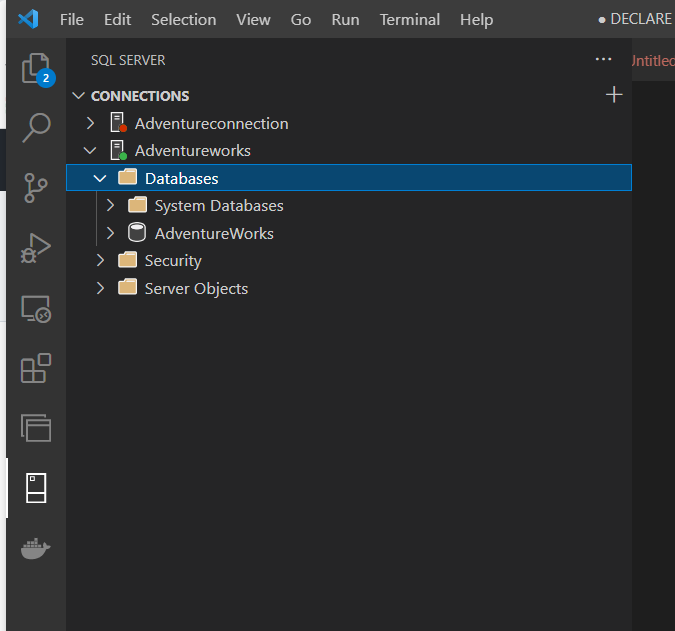 File Edit Selection View Go Run Terminal Help ● DECLARE
SQL SERVER ···
Untitled
CONNECTIONS
Adventureconnection
Adventureworks
Databases
System Databases
AdventureWorks
Security
Server Objects
2